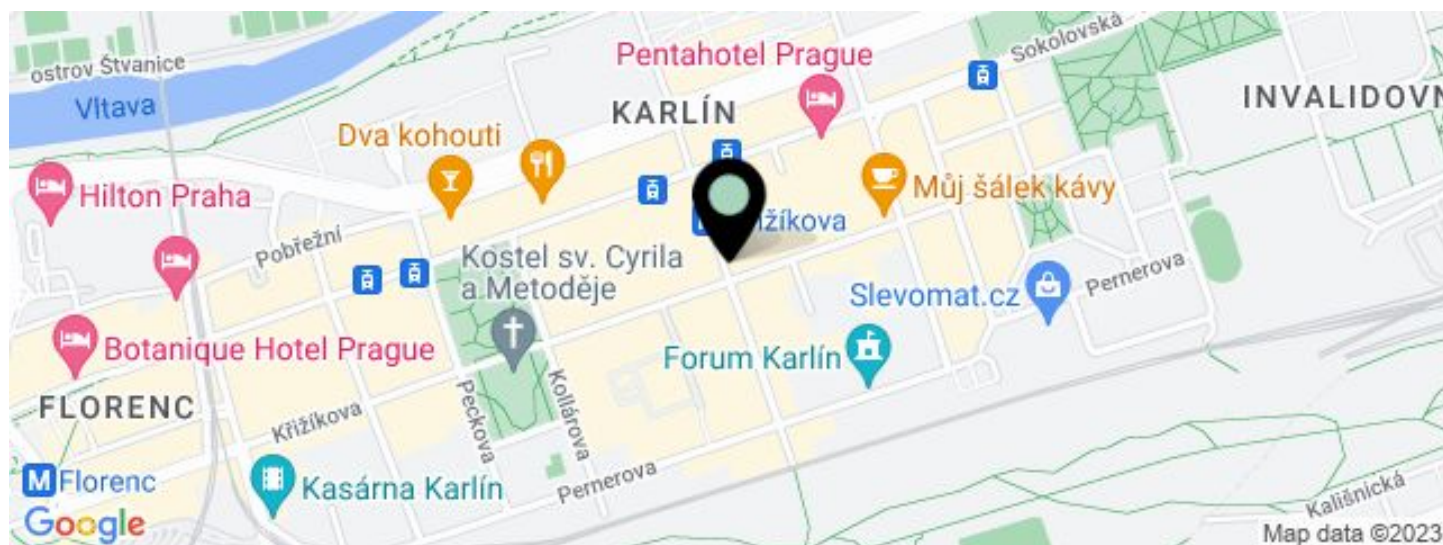 ostrov Štvanice
Vltava
Pentahotel Prague
Sokolovská
KARLÍN
INVALIDOVN
Dva kohouti
Hilton Praha
Můj šálek kávy
žíkova
Pobřežní
Kostel sv. Cyrila
a Metoděje
Pernerova
Slevomat.cz
Botanique Hotel Prague
Forum Karlín
FLORENC
Křižíkova
Peckova
Kollárova
M Florenc
Kasárna Karlín
Pernerova
Kališnická
Google
Map data ©2023